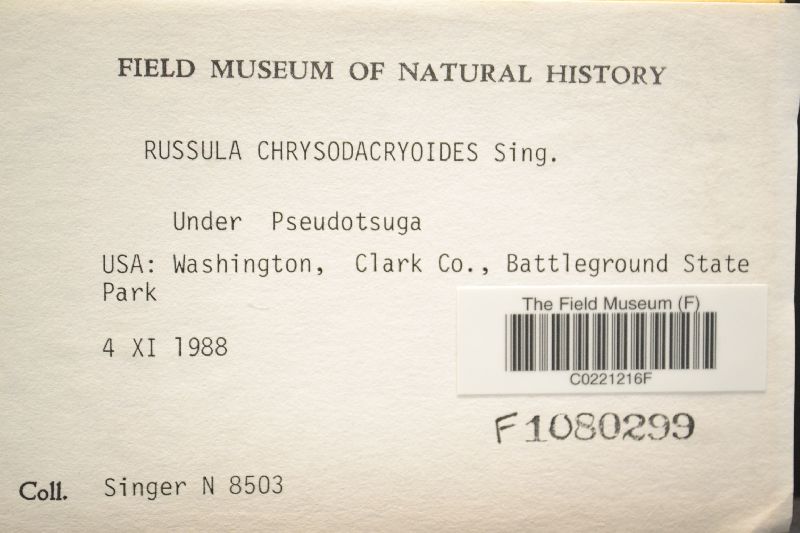 FIELD MUSEUM OF NATURAL HISTORY
RUSSULA CHRYSODACRYOIDES Sing.
Under Pseudotsuga
USA: Washington, Clark Co., Battleground State
Park
The Field Museum (F)
4 XI 1988
C0221216F
F1080299
Coll. Singer N 8503